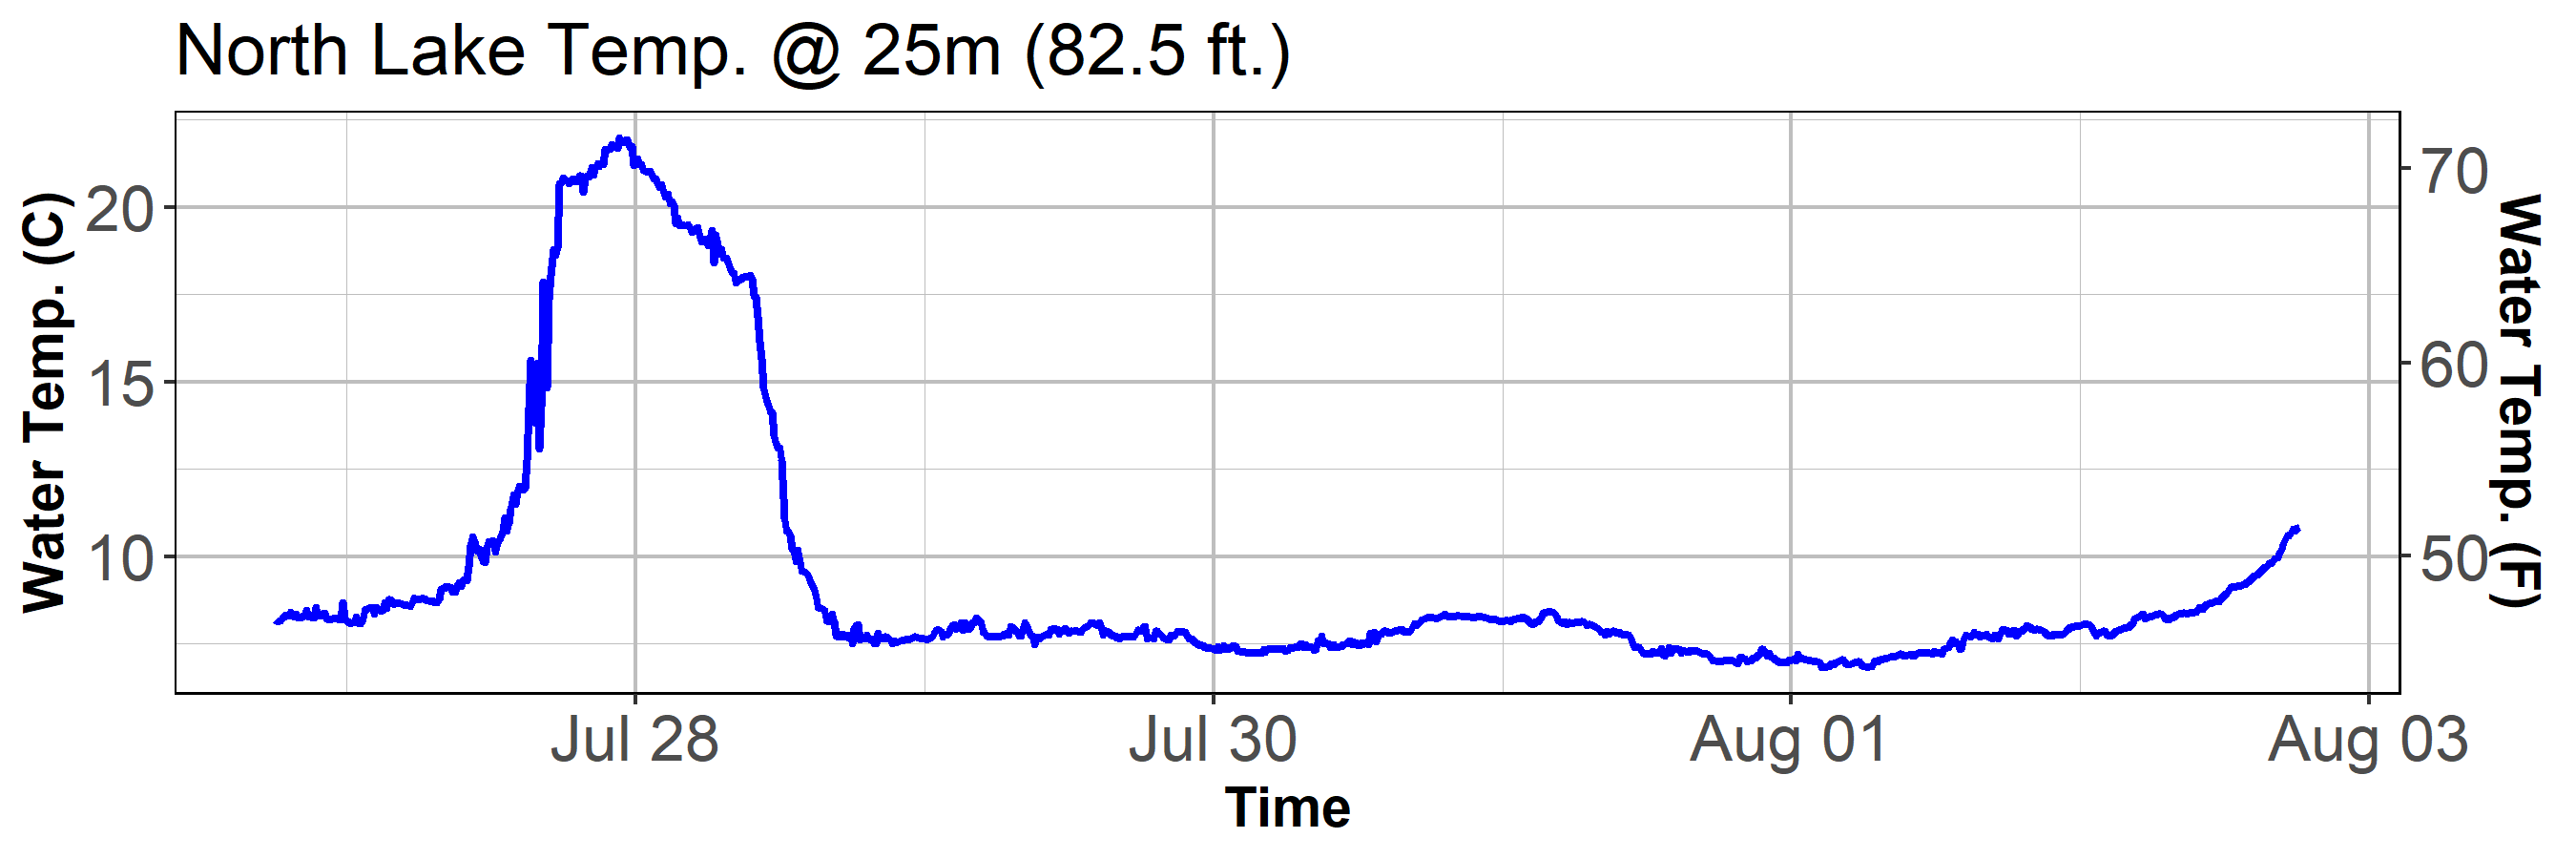 North Lake Temp. @ 25m (82.5 ft.)
Water Temp. (C)
20
15
10
70
60
50
Water Temp. (F)
Jul 28
Jul 30
Aug 01
Aug 03
Time